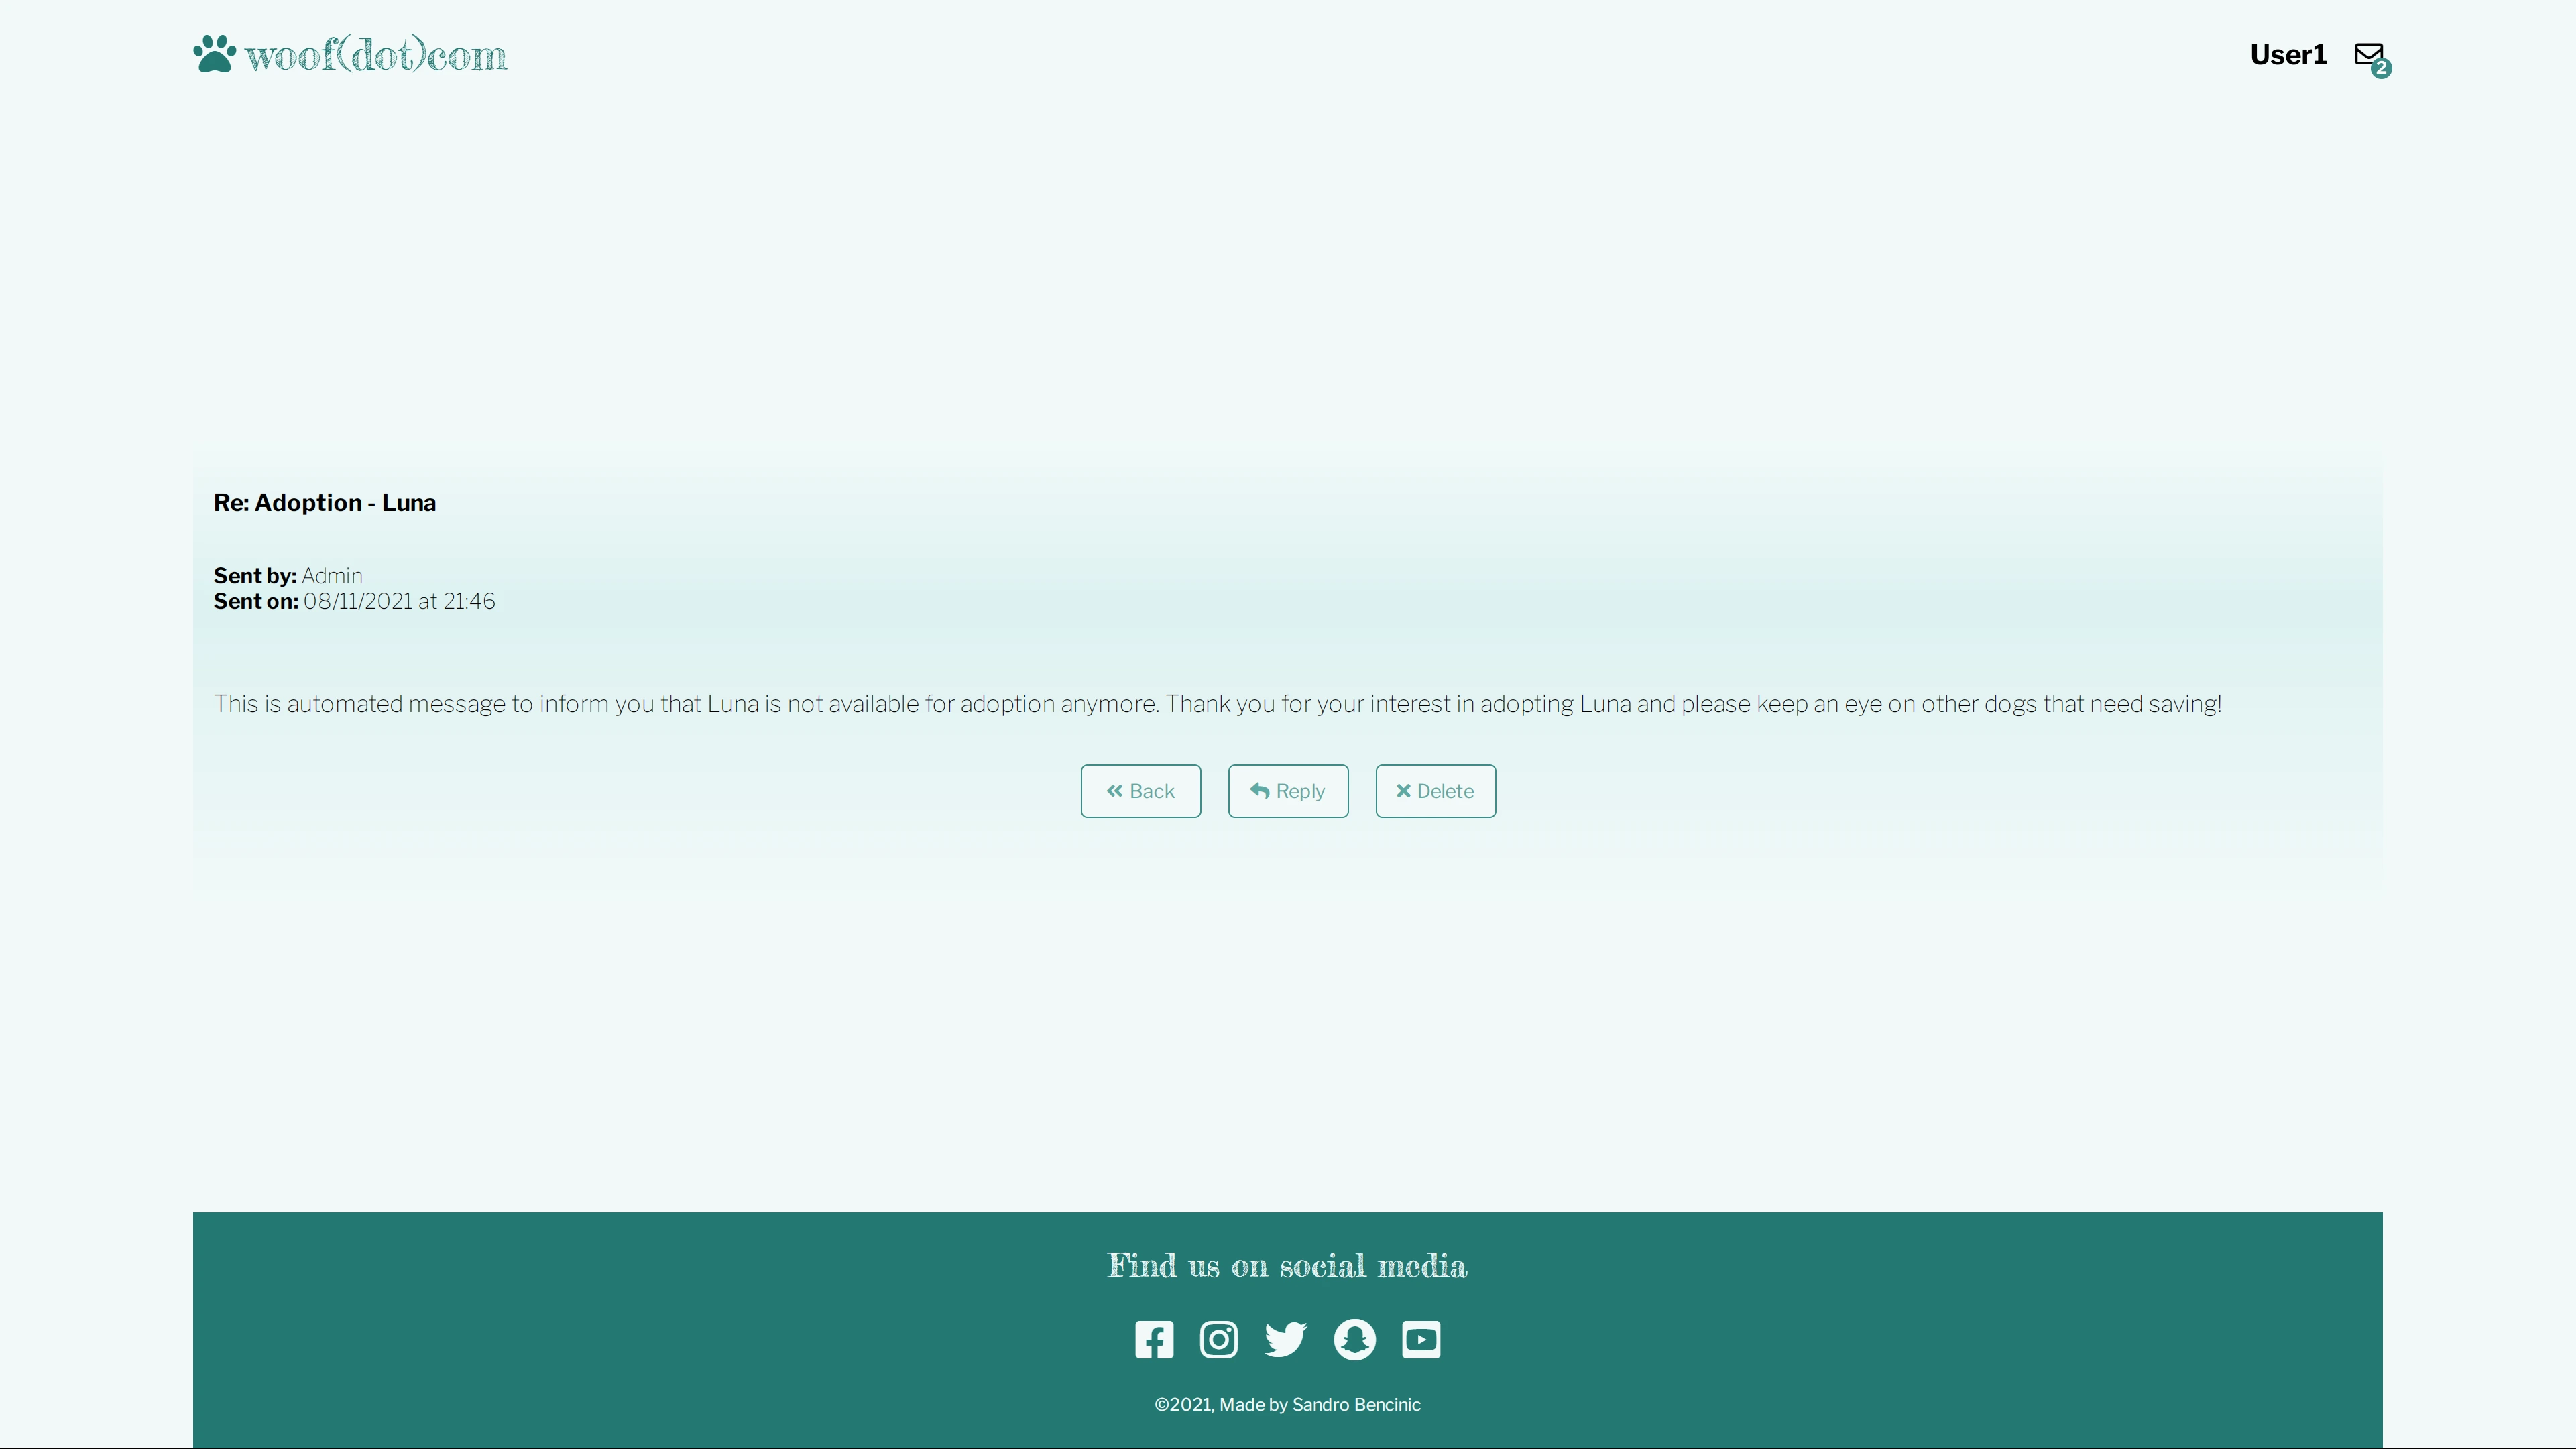 woof(dot)com
User1
2
Re: Adoption - Luna
Sent by: Admin
Sent on: 08/11/2021 at 21:46
This is automated message to inform you that Luna is not available for adoption anymore. Thank you for your interest in adopting Luna and please keep an eye on other dogs that need saving!
Back Reply Delete
Find us on social media
©2021, Made by Sandro Bencinic